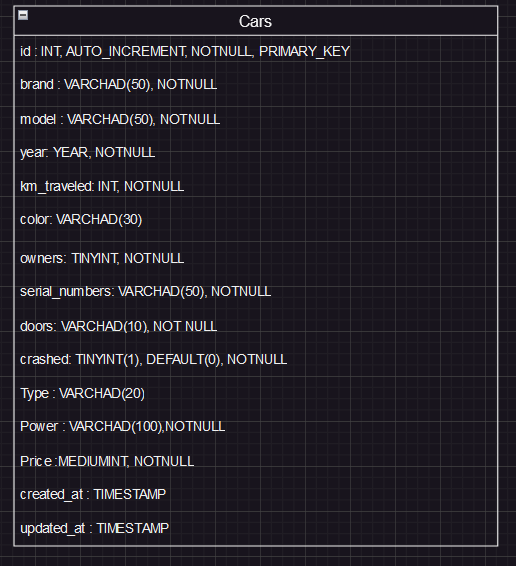 Cars
id : INT, AUTO_INCREMENT, NOTNULL, PRIMARY_KEY
brand : VARCHAD(50), NOTNULL
model : VARCHAD(50), NOTNULL
year: YEAR, NOTNULL
km_traveled: INT, NOTNULL
color: VARCHAD(30)
owners: TINYINT, NOTNULL
serial_numbers: VARCHAD(50), NOTNULL
doors: VARCHAD(10), NOT NULL
crashed: TINYINT(1), DEFAULT(0), NOTNULL
Type : VARCHAD(20)
Power : VARCHAD(100),NOTNULL
Price :MEDIUMINT, NOTNULL
created_at : TIMESTAMP
updated_at : TIMESTAMP